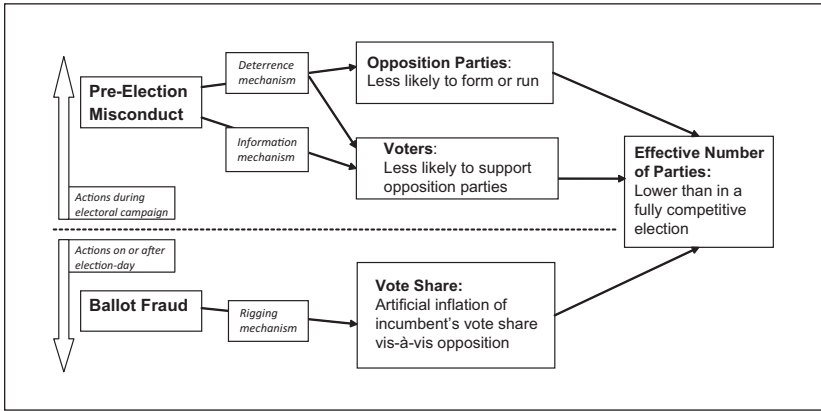 Deterrence
mechanism
Opposition Parties:
Less likely to form or run
Pre-Election
Misconduct
Information
mechanism
Voters:
Less likely to support
opposition parties
Effective Number
of Parties:
Lower than in a
fully competitive
election
Actions during
electoral campaign
Actions on or after
election-day
Ballot Fraud
Rigging
mechanism
Vote Share:
Artificial inflation of
incumbent's vote share
vis-à-vis opposition